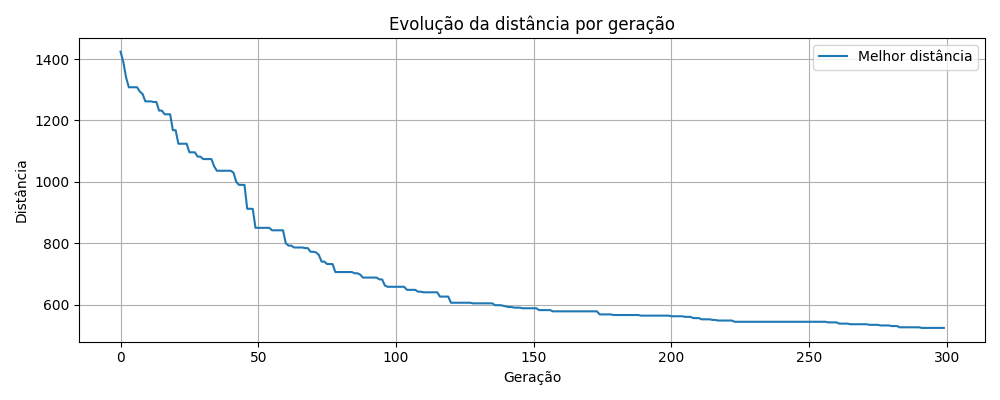 Evolução da distância por geração
Melhor distância
Distância
1400
1200
1000
800
600
0 50 100 150 200 250 300
Geração